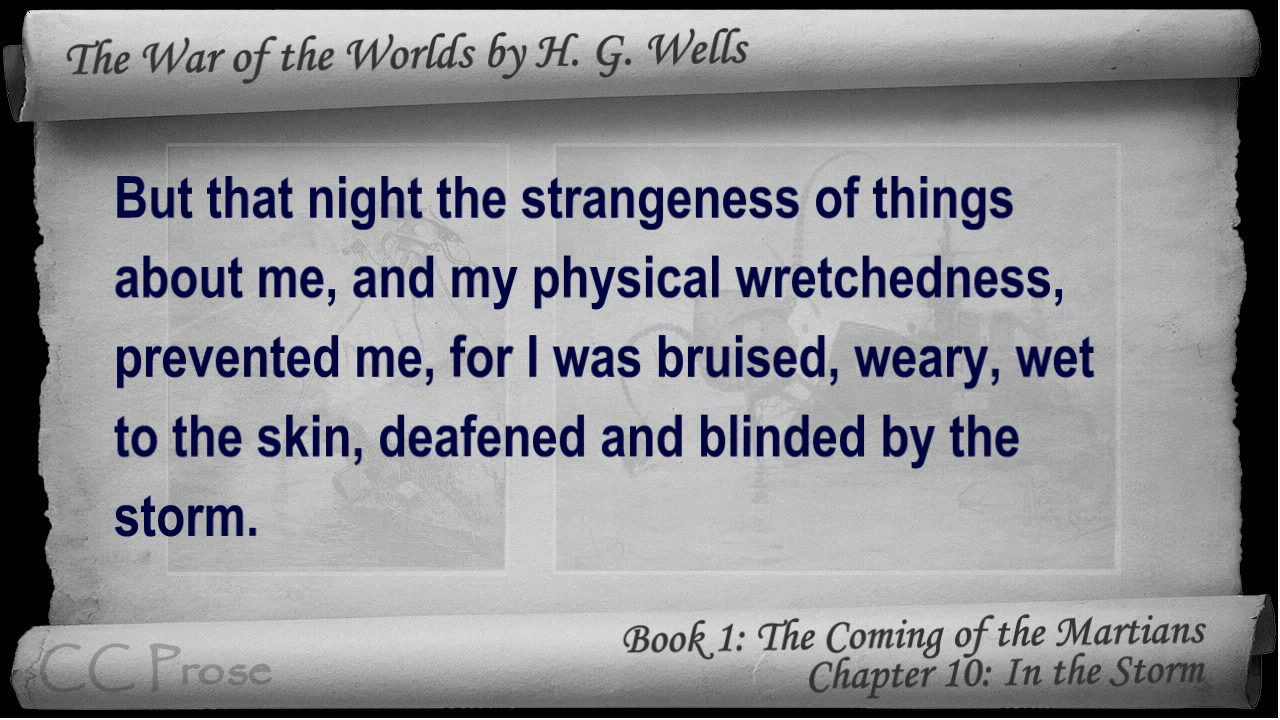 The War of the Worlds by H. G. Wells
But that night the strangeness of things
about me, and my physical wretchedness,
prevented me, for I was bruised, weary, wet
to the skin, deafened and blinded by the
storm.
Book 1: The Coming of the Martians
Chapter 10: In the Storm
CC Prose